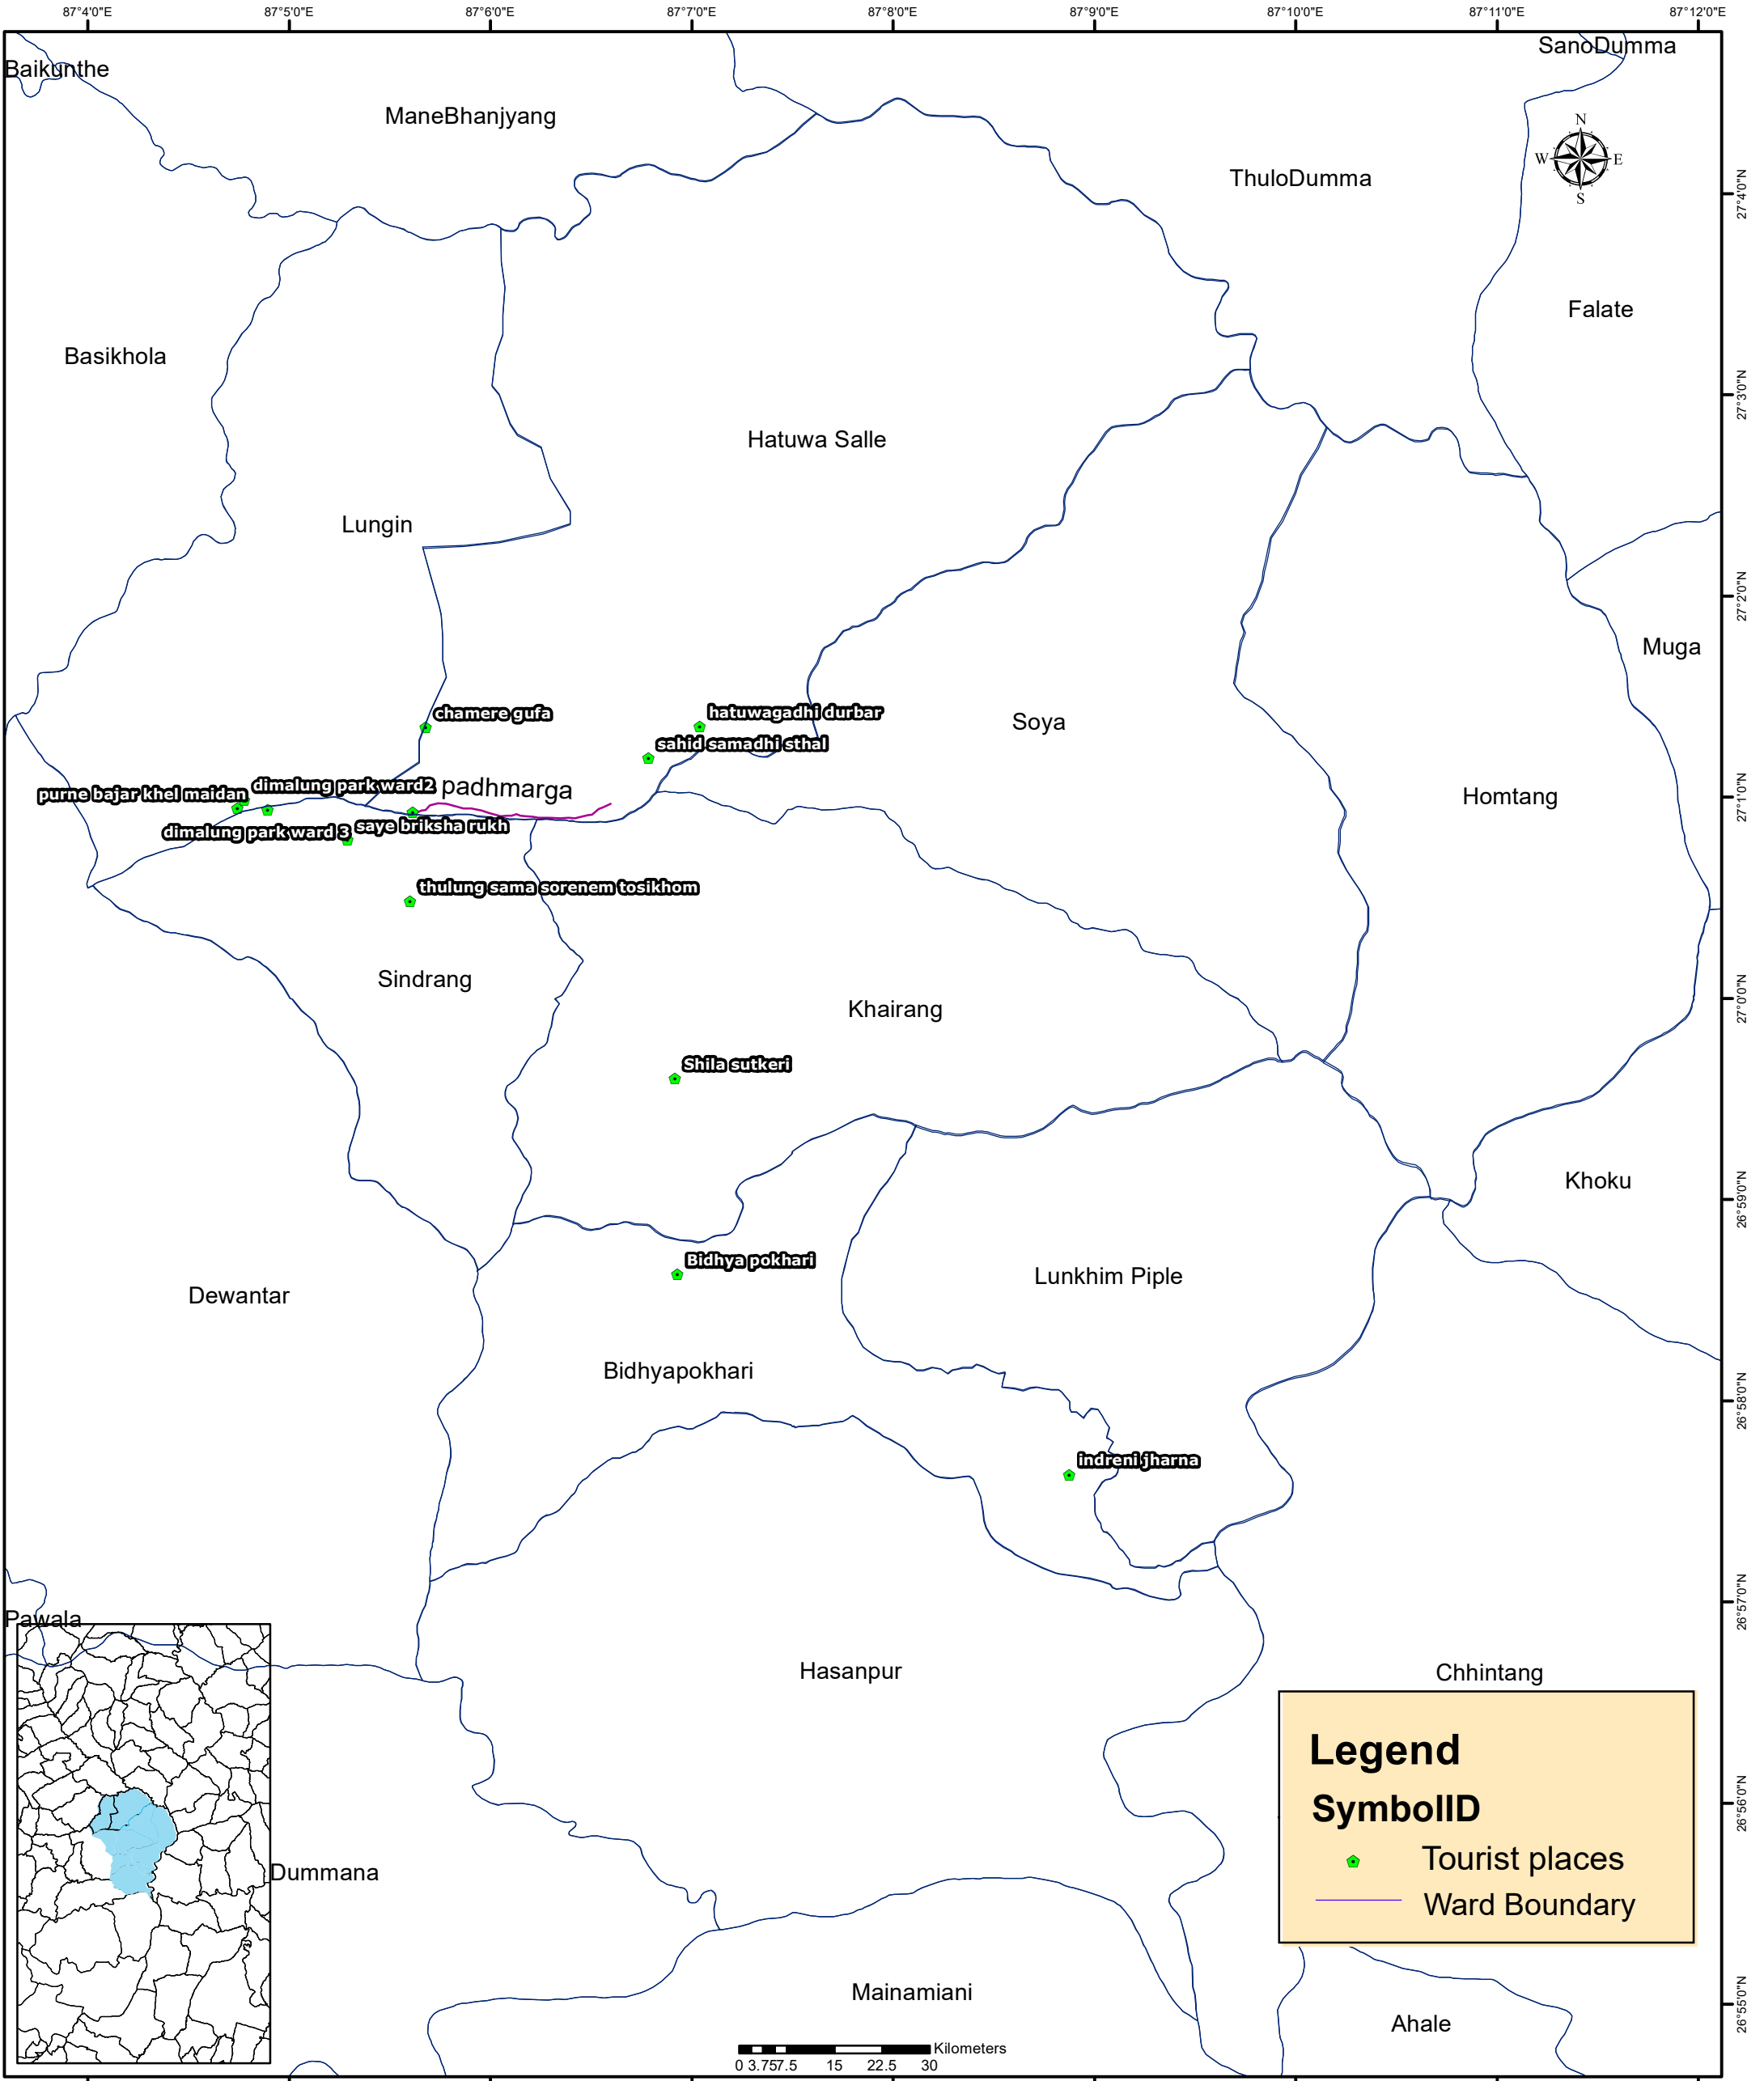 87°4'0"E 87°5'0"E 87°6'0"E 87°7'0"E 87°8'0"E 87°9'0"E 87°10'0"E 87°11'0"E 87°12'0"E
SanoDumma
Baikunthe
ManeBhanjyang
N
W E
S
ThuloDumma
27°4'0"N
Falate
Basikhola
27°3'0"N
Hatuwa Salle
Lungin
27°2'0"N
Muga
chamere gufa
hatuwagadhi durbar
Soya
sahid samadhi sthal
dimalung park ward2
padhmarga
purne bajar khel maidan
Homtang
27°1'0"N
dimalung park ward 3
saye briksha rukh
thulung sama sorenem tosikhom
Sindrang
Khairang
27°0'0"N
Shila sutkeri
Khoku
26°59'0"N
Bidhya pokhari
Lunkhim Piple
Dewantar
Bidhyapokhari
26°58'0"N
indreni jharna
26°57'0"N
Pawala
Hasanpur
Chhintang
Legend
SymbolID
Tourist places
Ward Boundary
26°56'0"N
Dummana
Mainamiani
26°55'0"N
Ahale
Kilometers
0 3.757.5 15 22.5 30